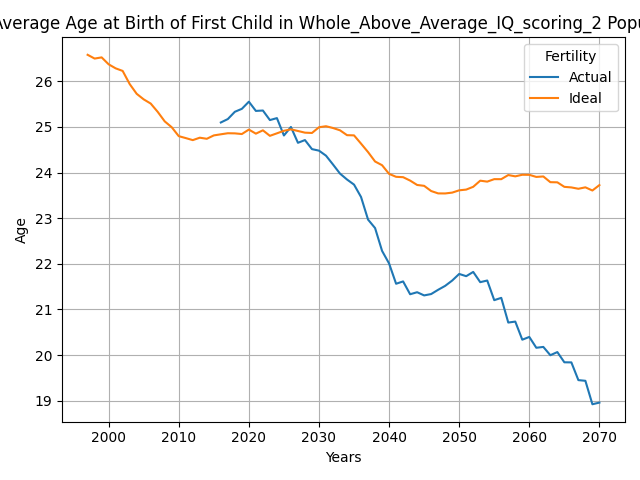 Average Age at Birth of First Child in Whole_Above_Average_IQ_scoring_2
Fertility
Actual
Ideal
26
25
24
23
22
21
20
19
Age
2000 2010 2020 2030 2040 2050 2060 2070
Years